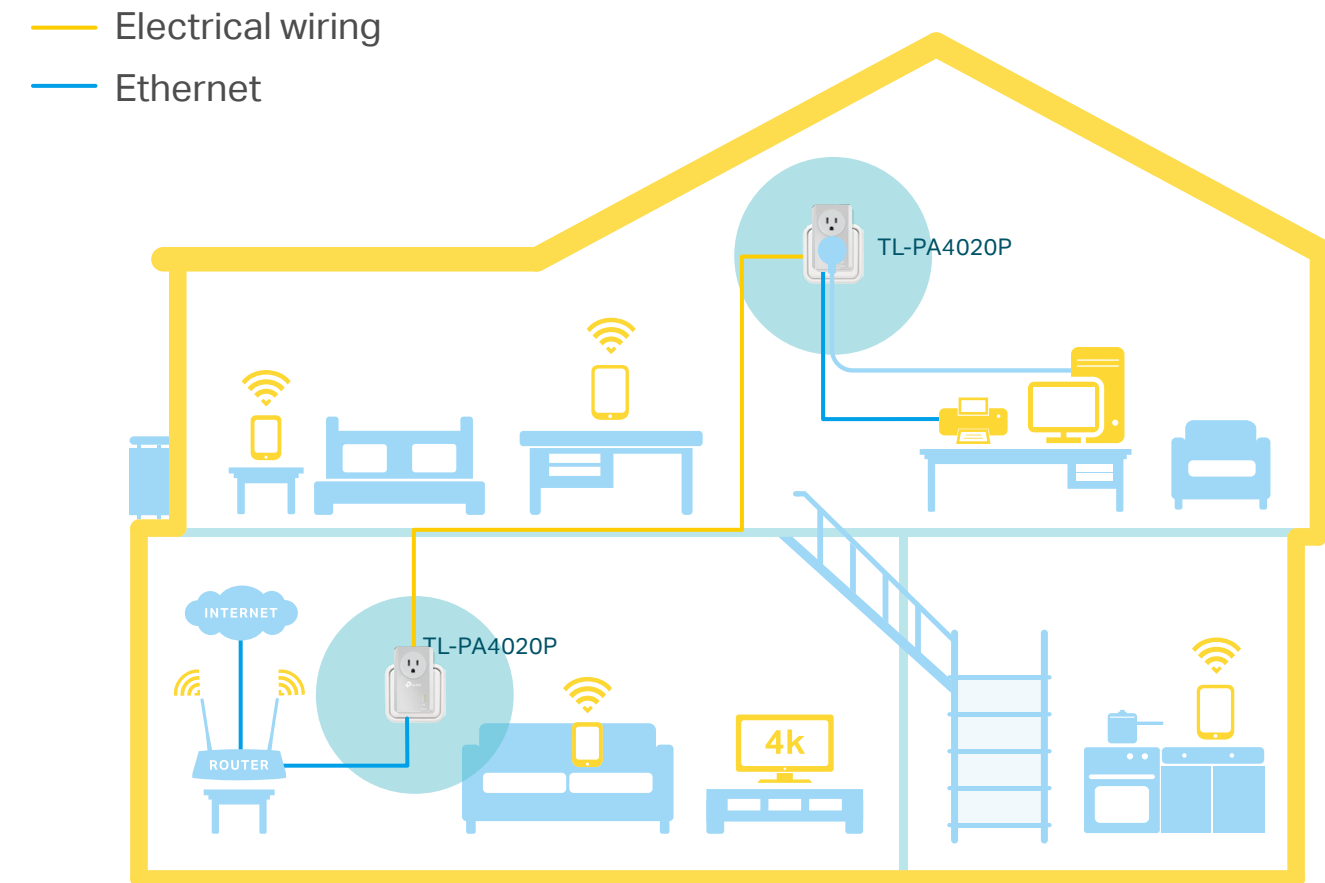 Electrical wiring
Ethernet
TL-PA4020P
INTERNET
TL-PA4020P
ROUTER
4k